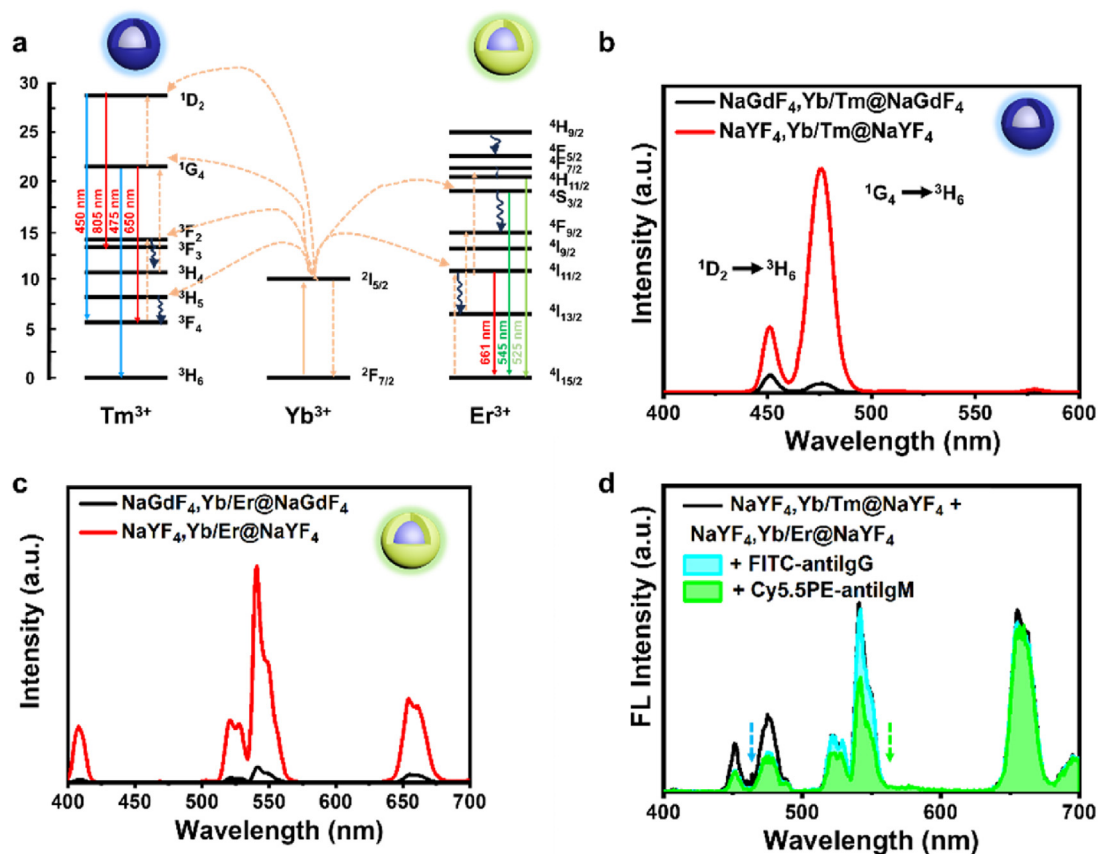 a
30
25
20
15
10
5
0
¹D₂
¹G₄
³F₂
³F₃
³H₄
³H₅
³F₄
³H₆
450 nm
805 nm
475 nm
650 nm
Tm³⁺
²I₅/₂
²F₇/₂
Yb³⁺
⁴H₉/₂
⁴F₅/₂
⁴F₇/₂
⁴H₁₁/₂
⁴S₃/₂
⁴F₉/₂
⁴I₉/₂
⁴I₁₁/₂
⁴I₁₃/₂
⁴I₁₅/₂
661 nm
545 nm
525 nm
Er³⁺
b
NaGdF₄,Yb/Tm@NaGdF₄
NaYF₄,Yb/Tm@NaYF₄
¹G₄ → ³H₆
¹D₂ → ³H₆
Intensity (a.u.)
400 450 500 550 600
Wavelength (nm)
c
NaGdF₄,Yb/Er@NaGdF₄
NaYF₄,Yb/Er@NaYF₄
Intensity (a.u.)
400 450 500 550 600 650 700
Wavelength (nm)
d
NaYF₄,Yb/Tm@NaYF₄ +
NaYF₄,Yb/Er@NaYF₄
+ FITC-antiIgG
+ Cy5.5PE-antiIgM
FL Intensity (a.u.)
400 500 600 700
Wavelength (nm)